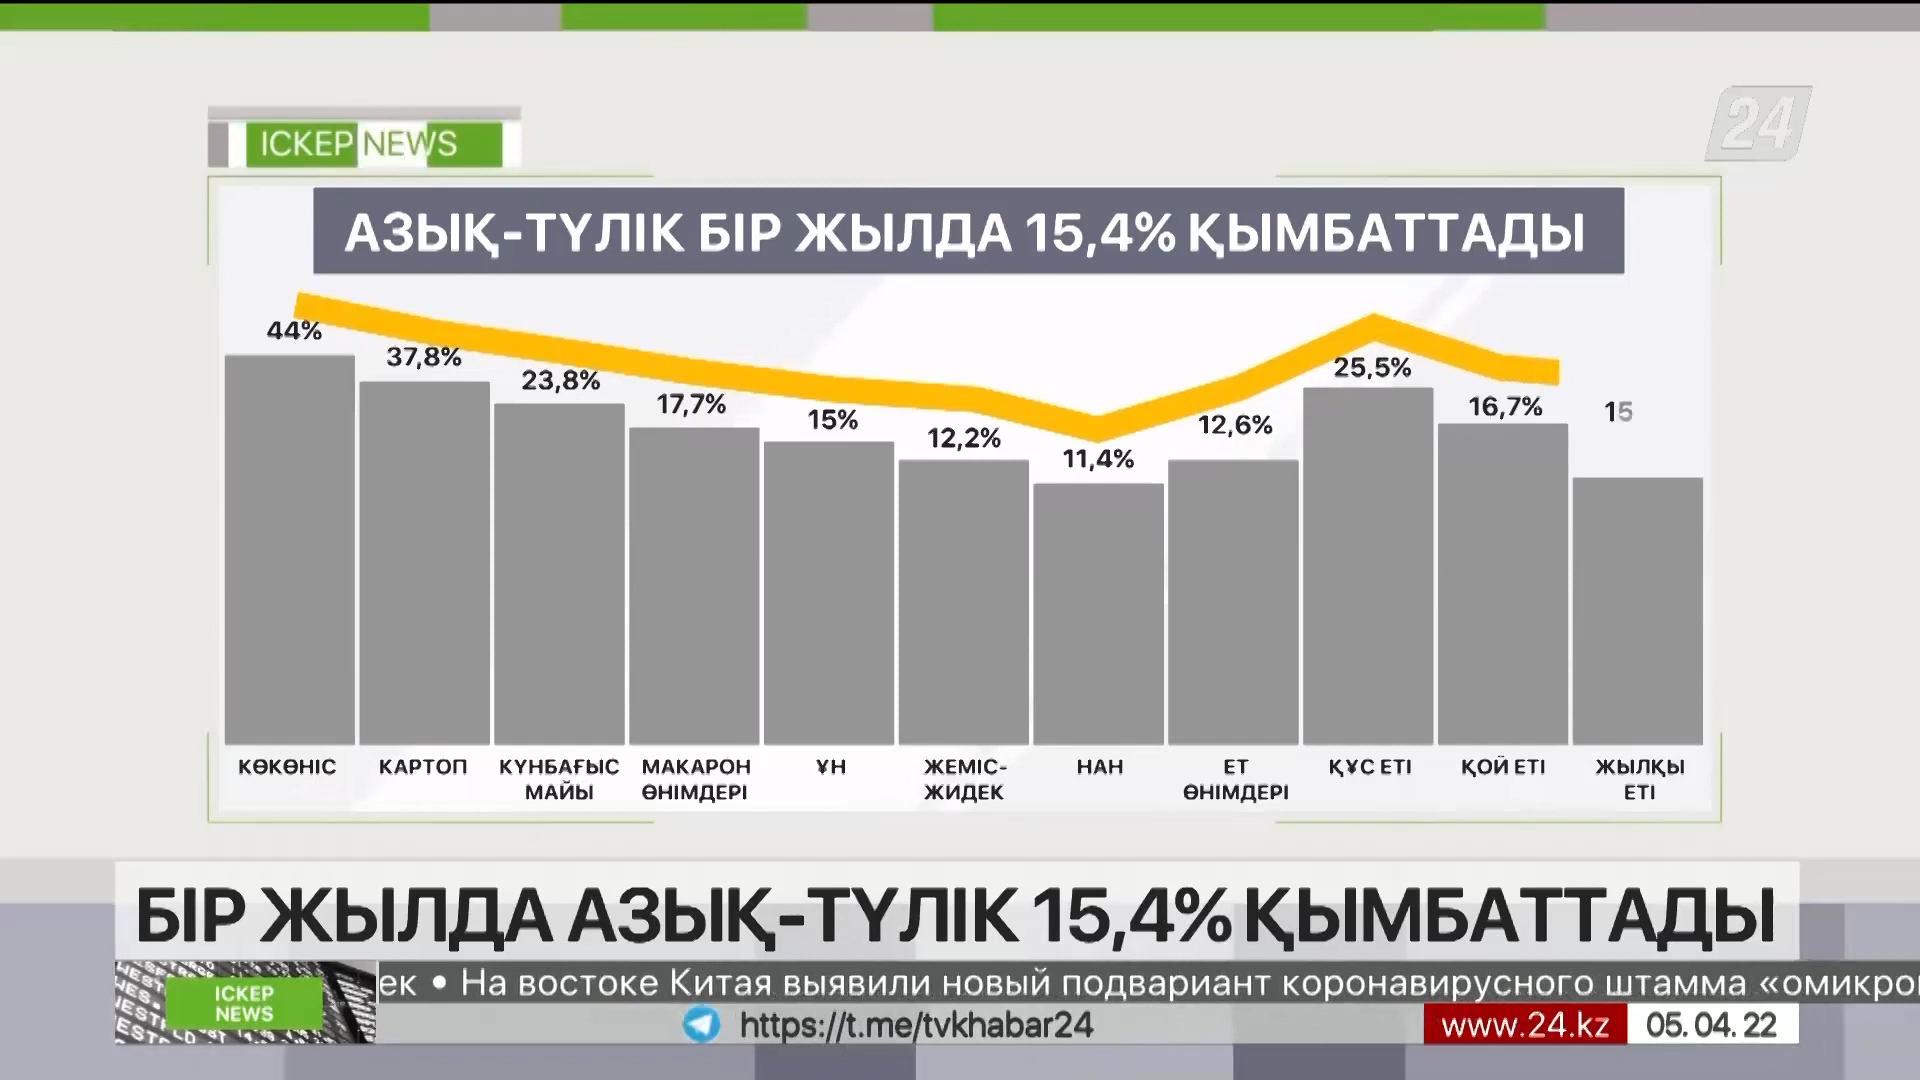 ІСКЕР NEWS
24
АЗЫҚ-ТҮЛІК БІР ЖЫЛДА 15,4% ҚЫМБАТТАДЫ
44%
37,8%
23,8%
17,7%
15%
12,2%
11,4%
12,6%
25,5%
16,7%
15
КӨКӨНІС
КАРТОП
КҮНБАҒЫС
МАЙЫ
МАКАРОН
ӨНІМДЕРІ
ҰН
ЖЕМІС-
ЖИДЕК
НАН
ЕТ
ӨНІМДЕРІ
ҚҰС ЕТІ
ҚОЙ ЕТІ
ЖЫЛҚЫ
ЕТІ
БІР ЖЫЛДА АЗЫҚ-ТҮЛІК 15,4% ҚЫМБАТТАДЫ
ІСКЕР
NEWS
ек • На востоке Китая выявили новый подвариант коронавирусного штамма «омикро
https://t.me/tvkhabar24
www.24.kz
05.04.22